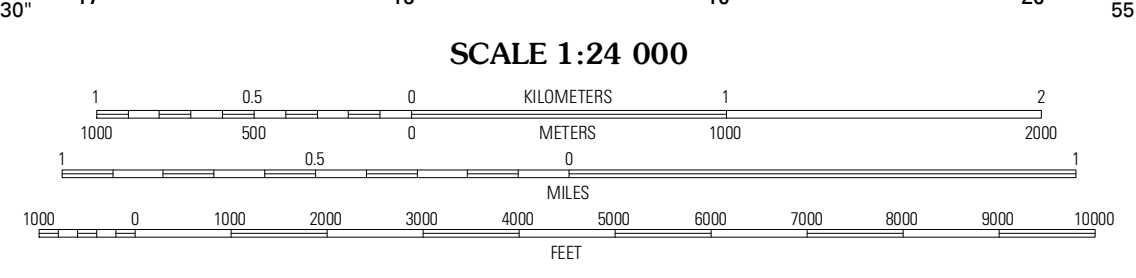 30" 55
SCALE 1:24 000
1 0.5 0 KILOMETERS 1 2
1000 500 0 METERS 1000 2000
1 0.5 0 1
MILES
1000 0 1000 2000 3000 4000 5000 6000 7000 8000 9000 10000
FEET